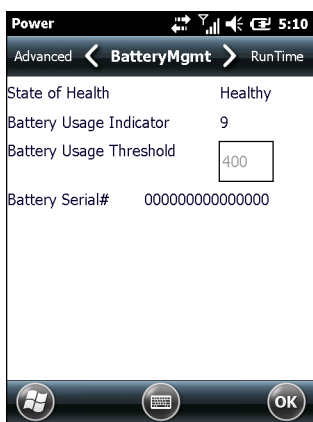 Power 5:10
Advanced BatteryMgmt RunTime
State of Health Healthy
Battery Usage Indicator 9
Battery Usage Threshold 400
Battery Serial# 000000000000000
OK